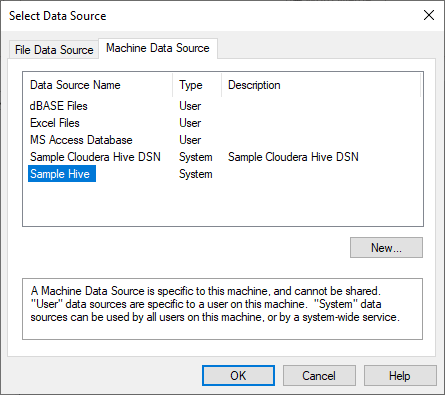 Select Data Source
File Data Source Machine Data Source
Data Source Name Type Description
dBASE Files User
Excel Files User
MS Access Database User
Sample Cloudera Hive DSN System Sample Cloudera Hive DSN
Sample Hive System
New...
A Machine Data Source is specific to this machine, and cannot be shared.
"User" data sources are specific to a user on this machine. "System" data
sources can be used by all users on this machine, or by a system-wide service.
OK Cancel Help